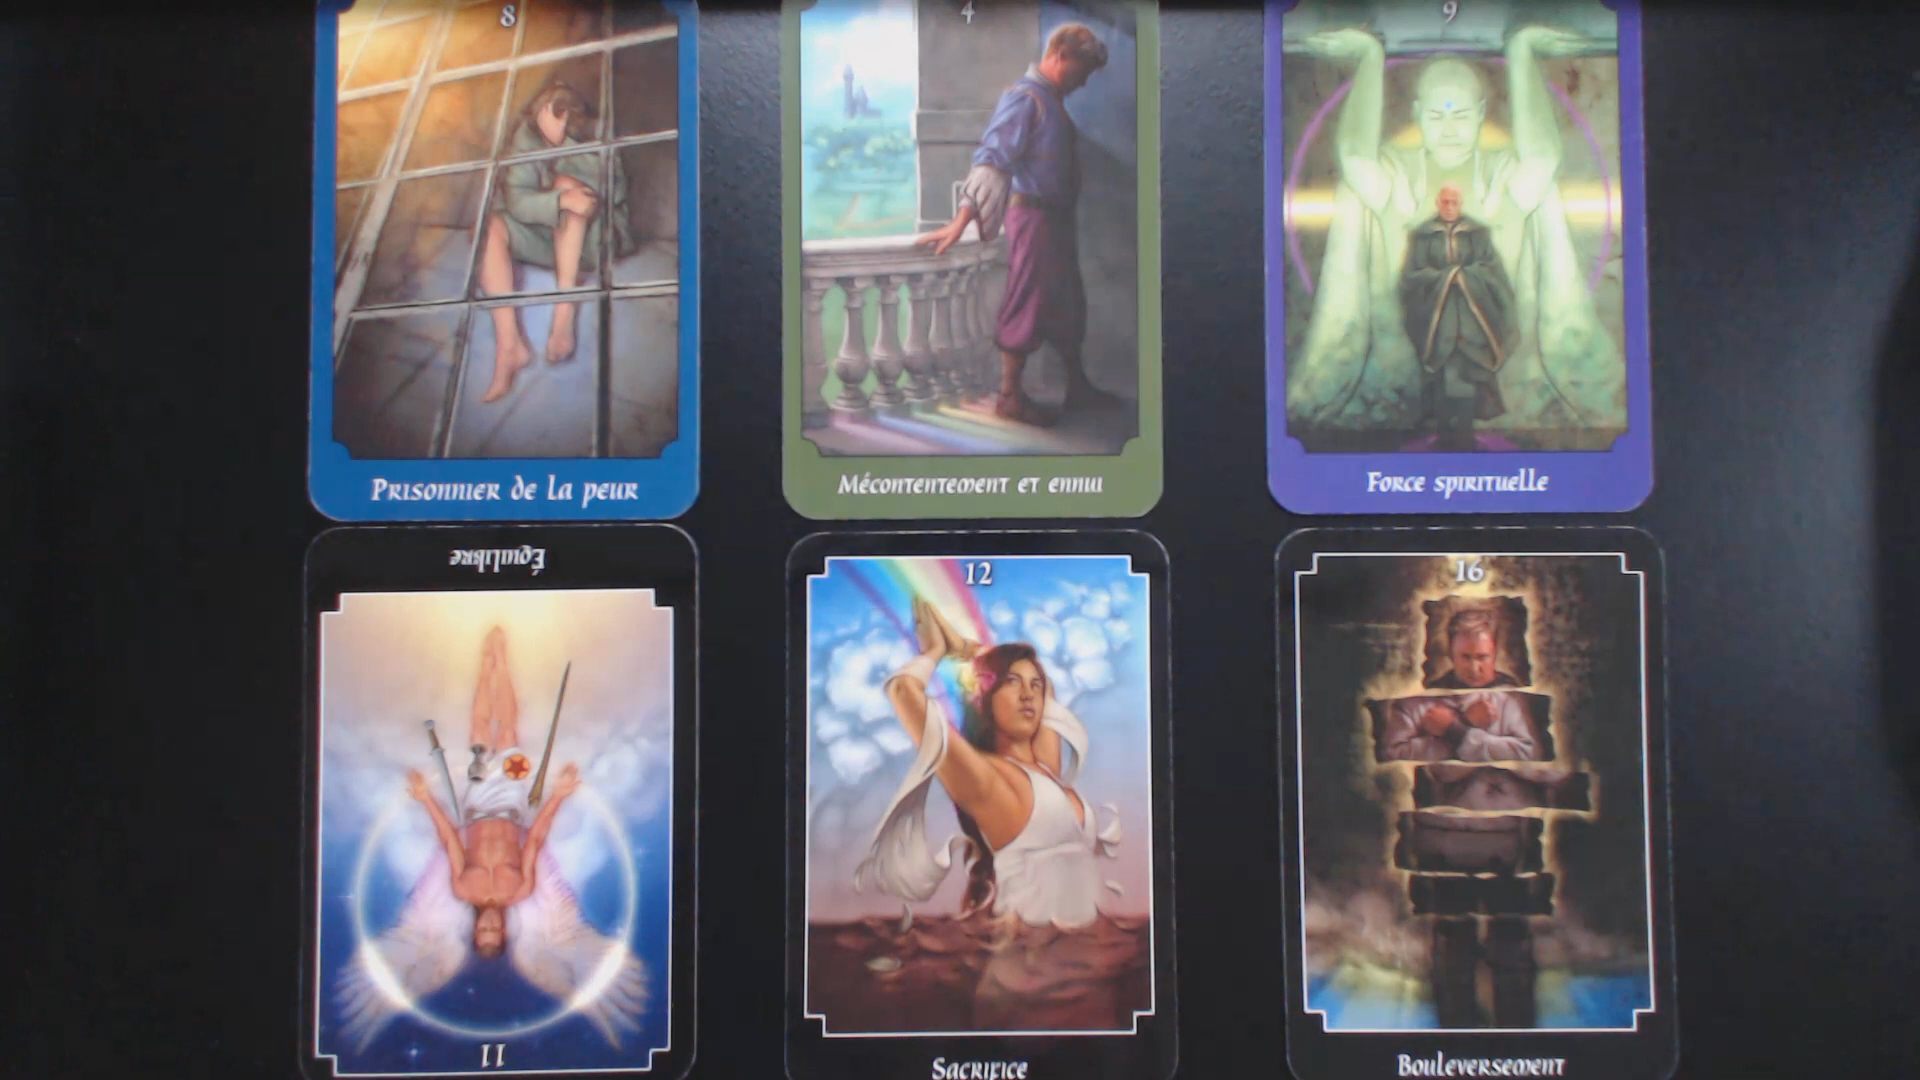 8
4
9
Prisonnier de la peur
Mécontentement et ennui
Force spirituelle
Équilibre
11
12
Sacrifice
16
Bouleversement